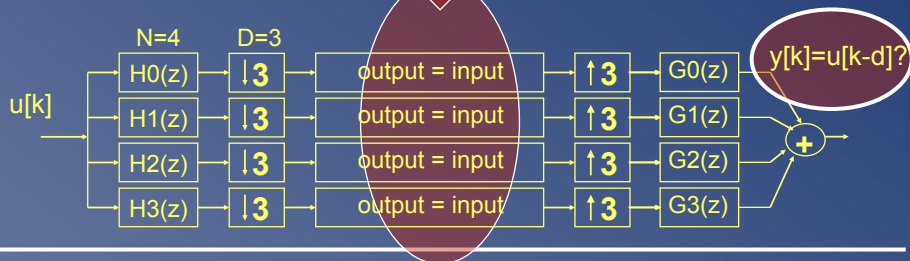 N=4 D=3
H0(z) ↓3 output = input ↑3 G0(z) y[k]=u[k-d]?
u[k]
H1(z) ↓3 output = input ↑3 G1(z)
+
H2(z) ↓3 output = input ↑3 G2(z)
H3(z) ↓3 output = input ↑3 G3(z)